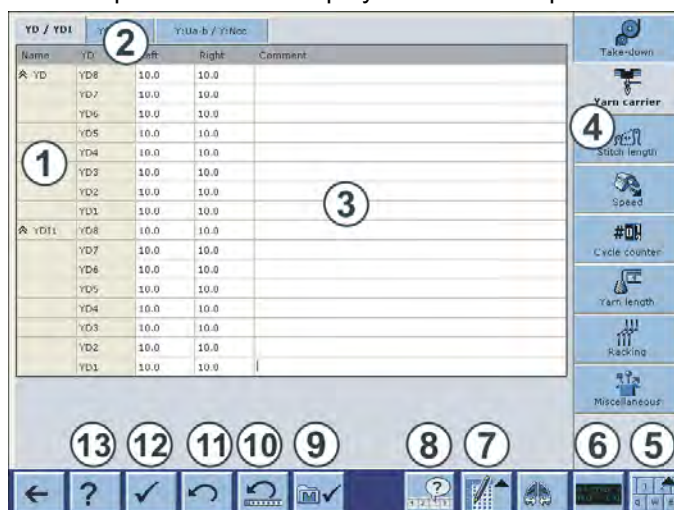 YD / YDI Y:Ua-b / Y:Noc
Name YD Left Right Comment
YD YD8 10.0 10.0
YD7 10.0 10.0
YD6 10.0 10.0
YD5 10.0 10.0
YD4 10.0 10.0
YD3 10.0 10.0
YD2 10.0 10.0
YD1 10.0 10.0
YDI: YD8 10.0 10.0
YD7 10.0 10.0
YD6 10.0 10.0
YD5 10.0 10.0
YD4 10.0 10.0
YD3 10.0 10.0
YD2 10.0 10.0
YD1 10.0 10.0
1
2
3
4
Take-down
Yarn carrier
Stitch length
Speed
Cycle counter
Yarn length
Racking
Miscellaneous
13 12 11 10 9 8 7 6 5